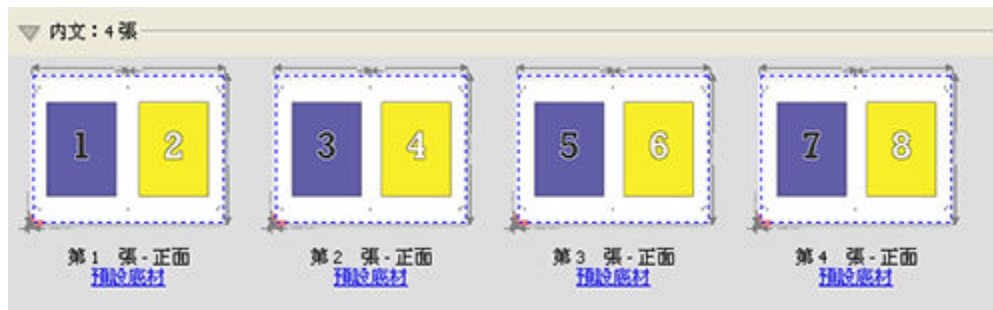 內文：4 張
1 2 3 4 5 6 7 8
第 1 張 - 正面 第 2 張 - 正面 第 3 張 - 正面 第 4 張 - 正面
預設底材 預設底材 預設底材 預設底材